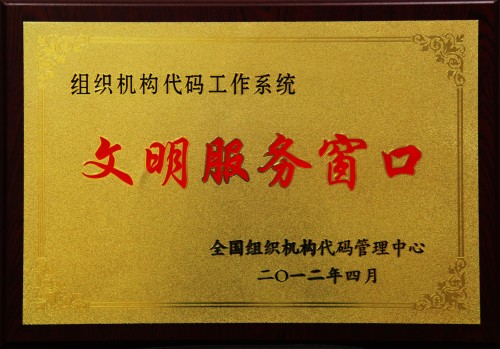 组织机构代码工作系统
文明服务窗口
全国组织机构代码管理中心
二〇一二年四月